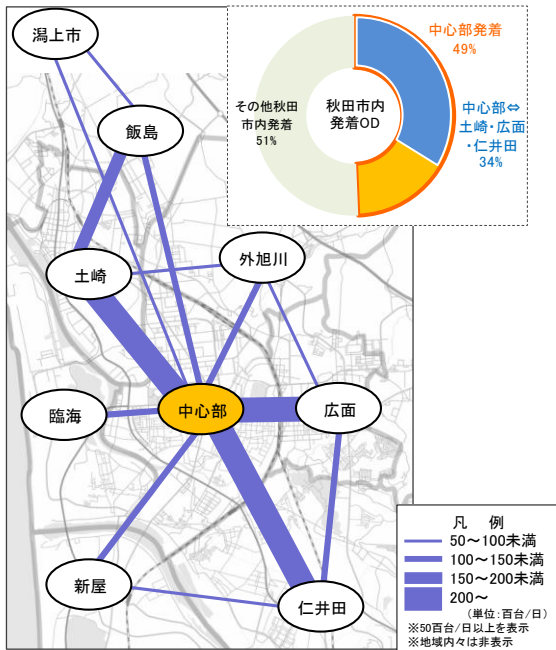 潟上市
飯島
土崎
外旭川
臨海
中心部
広面
新屋
仁井田
中心部発着
49%
その他秋田
市内発着
51%
秋田市内
発着OD
中心部⇔
土崎・広面
・仁井田
34%
凡 例
50～100未満
100～150未満
150～200未満
200～
（単位:百台/日）
※50百台/日以上を表示
※地域内々は非表示